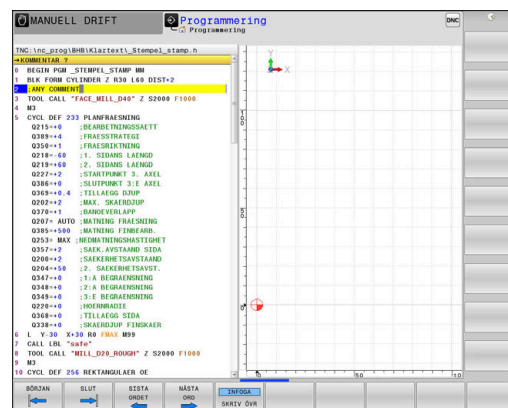 MANUELL DRIFT
Programmering
Programmering
DNC
TNC:\nc_prog\BHB\Klartext\_Stempel_stamp.h
→KOMMENTAR ?
0 BEGIN PGM _STEMPEL_STAMP MM
1 BLK FORM CYLINDER Z R30 L60 DIST+2
2 ;ANY COMMENT
3 TOOL CALL "FACE_MILL_D40" Z S2000 F1000
4 M3
5 CYCL DEF 233 PLANFRAESNING
Q215=+0 ;BEARBETNINGSSAETT
Q389=+4 ;FRAESSTRATEGI
Q350=+1 ;FRAESRIKTNING
Q218=-60 ;1. SIDANS LAENGD
Q219=+60 ;2. SIDANS LAENGD
Q227=+2 ;STARTPUNKT 3. AXEL
Q386=+0 ;SLUTPUNKT 3:E AXEL
Q369=+0.4 ;TILLAEGG DJUP
Q202=+2 ;MAX. SKAERDJUP
Q370=+1 ;BANOEVERLAPP
Q207= AUTO ;MATNING FRAESNING
Q385=+500 ;MATNING FINBEARB.
Q253= MAX ;NEDMATNINGSHASTIGHET
Q357=+2 ;SAEK.AVSTAAND SIDA
Q200=+2 ;SAEKERHETSAVSTAAND
Q204=+50 ;2. SAEKERHETSAVST.
Q347=+0 ;1:A BEGRAENSNING
Q348=+0 ;2:A BEGRAENSNING
Q349=+0 ;3:E BEGRAENSNING
Q220=+0 ;HOERNRADIE
Q368=+0 ;TILLAEGG SIDA
Q338=+0 ;SKAERDJUP FINSKAER
6 L Y-30 X+30 R0 FMAX M99
7 CALL LBL "safe"
8 TOOL CALL "MILL_D20_ROUGH" Z S2000 F1000
9 M3
10 CYCL DEF 256 REKTANGULAER OE
Y
X
100
50
0
0
50
100
BÖRJAN
SLUT
SISTA
ORDET
NÄSTA
ORD
INFOGA
SKRIV ÖVR